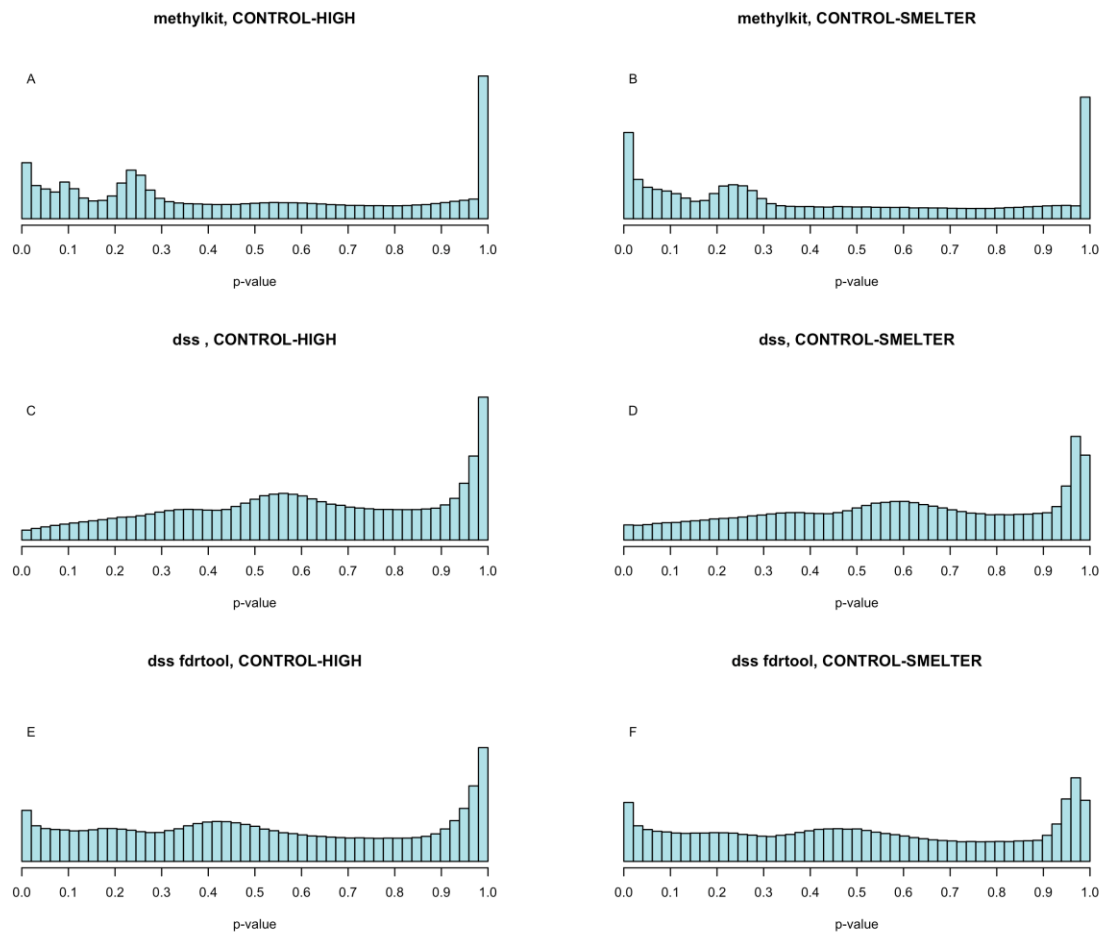 methylkit, CONTROL-HIGH
A
0.0 0.1 0.2 0.3 0.4 0.5 0.6 0.7 0.8 0.9 1.0
p-value
methylkit, CONTROL-SMELTER
B
0.0 0.1 0.2 0.3 0.4 0.5 0.6 0.7 0.8 0.9 1.0
p-value
dss , CONTROL-HIGH
C
0.0 0.1 0.2 0.3 0.4 0.5 0.6 0.7 0.8 0.9 1.0
p-value
dss, CONTROL-SMELTER
D
0.0 0.1 0.2 0.3 0.4 0.5 0.6 0.7 0.8 0.9 1.0
p-value
dss fdrtool, CONTROL-HIGH
E
0.0 0.1 0.2 0.3 0.4 0.5 0.6 0.7 0.8 0.9 1.0
p-value
dss fdrtool, CONTROL-SMELTER
F
0.0 0.1 0.2 0.3 0.4 0.5 0.6 0.7 0.8 0.9 1.0
p-value